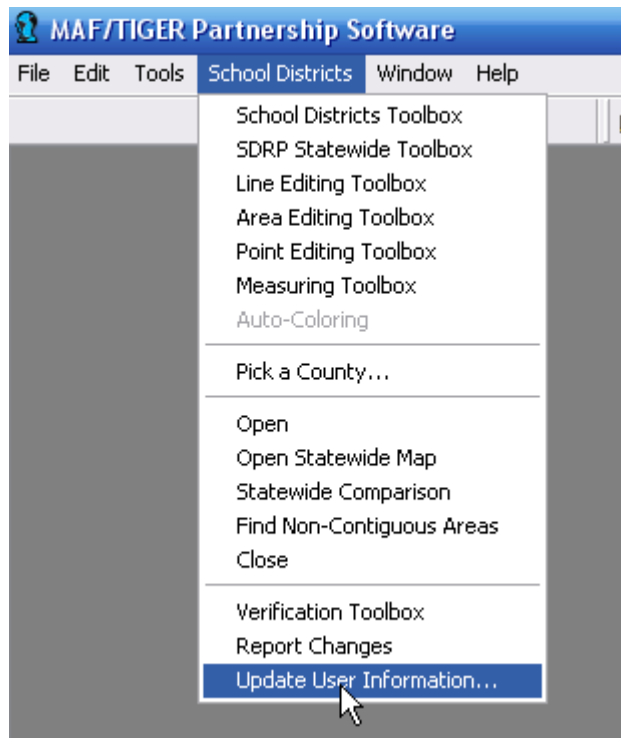 MAF/TIGER Partnership Software
File Edit Tools School Districts Window Help
School Districts Toolbox
SDRP Statewide Toolbox
Line Editing Toolbox
Area Editing Toolbox
Point Editing Toolbox
Measuring Toolbox
Auto-Coloring
Pick a County...
Open
Open Statewide Map
Statewide Comparison
Find Non-Contiguous Areas
Close
Verification Toolbox
Report Changes
Update User Information...